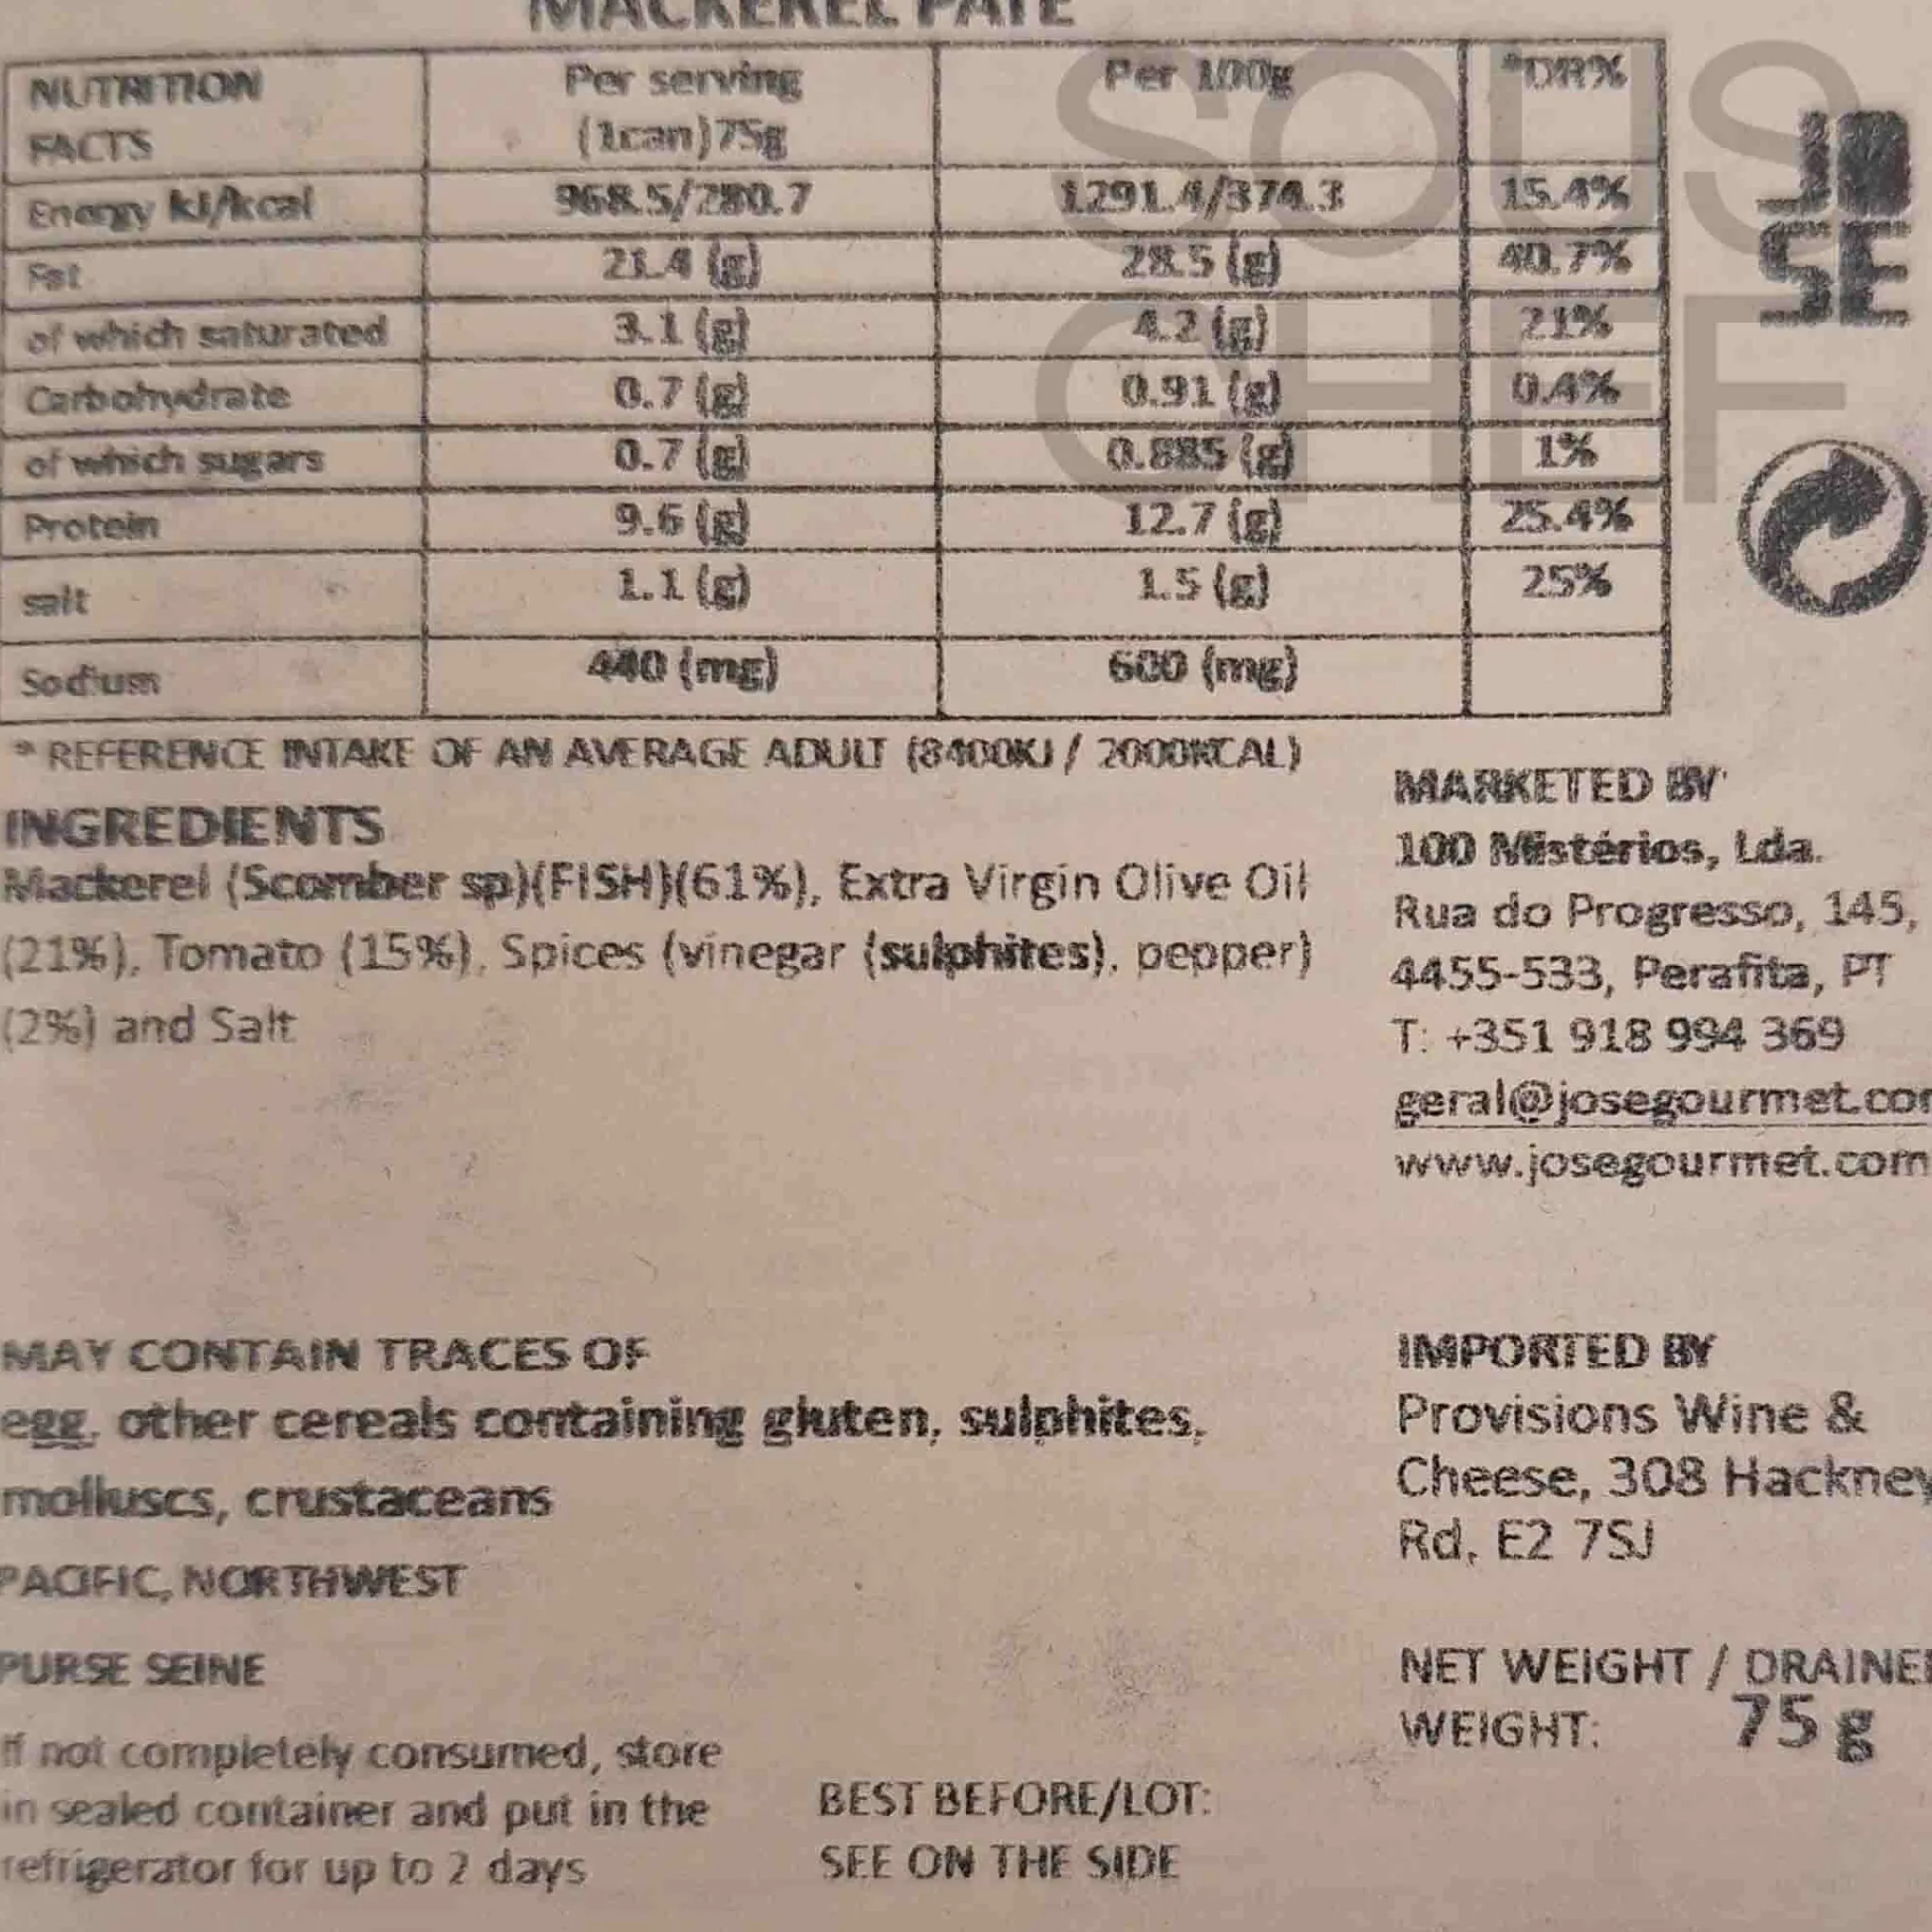 MACKEREL PATE
NUTRITION FACTS Per serving (1can)75g Per 100g *DR%
Energy kJ/kcal 968.5/280.7 1291.4/374.3 15.4%
Fat 21.4 (g) 28.5 (g) 40.7%
of which saturated 3.1 (g) 4.2 (g) 21%
Carbohydrate 0.7 (g) 0.91 (g) 0.4%
of which sugars 0.7 (g) 0.885 (g) 1%
Protein 9.6 (g) 12.7 (g) 25.4%
salt 1.1 (g) 1.5 (g) 25%
Sodium 440 (mg) 600 (mg)
* REFERENCE INTAKE OF AN AVERAGE ADULT (8400KJ / 2000KCAL)
INGREDIENTS
Mackerel (Scomber sp)(FISH)(61%), Extra Virgin Olive Oil
(21%), Tomato (15%), Spices (vinegar (sulphites), pepper)
(2%) and Salt
MAY CONTAIN TRACES OF
egg, other cereals containing gluten, sulphites,
molluscs, crustaceans
PACIFIC, NORTHWEST
PURSE SEINE
If not completely consumed, store
in sealed container and put in the
refrigerator for up to 2 days
BEST BEFORE/LOT:
SEE ON THE SIDE
SOUS
CHEF
JO
SE
MARKETED BY
100 Mistérios, Lda.
Rua do Progresso, 145,
4455-533, Perafita, PT
T: +351 918 994 369
geral@josegourmet.com
www.josegourmet.com
IMPORTED BY
Provisions Wine &
Cheese, 308 Hackney
Rd, E2 7SJ
NET WEIGHT / DRAINED
WEIGHT: 75 g